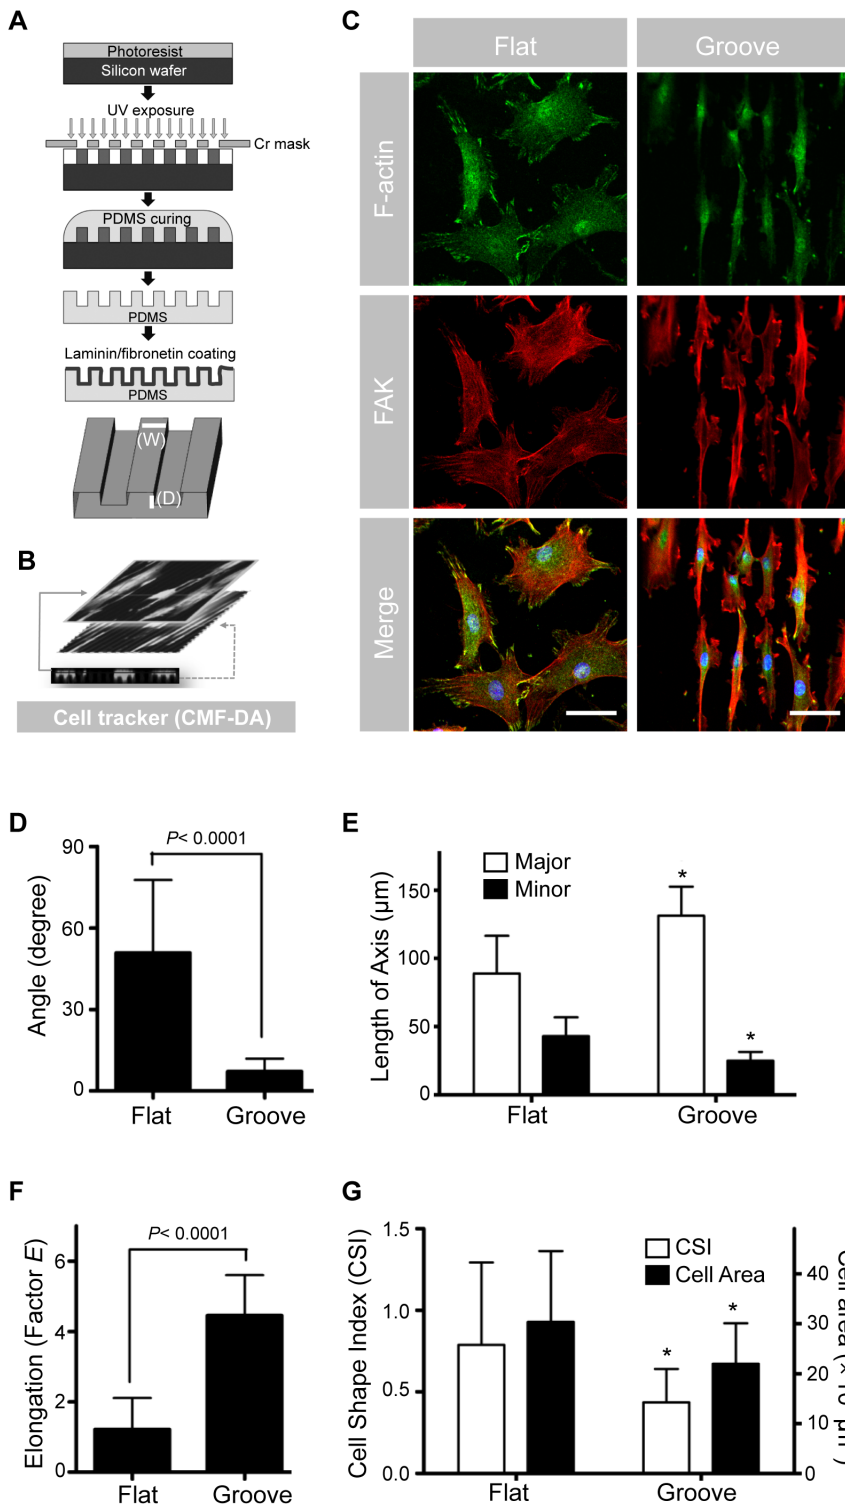 A
Photoresist
Silicon wafer
UV exposure
Cr mask
PDMS curing
PDMS
Laminin/fibronetin coating
PDMS
(W)
(D)
B
Cell tracker (CMF-DA)
C
Flat
Groove
F-actin
FAK
Merge
D
P< 0.0001
Angle (degree)
90
60
30
0
Flat
Groove
E
Major
Minor
*
*
Length of Axis (μm)
150
100
50
0
Flat
Groove
F
P< 0.0001
Elongation (Factor E)
6
4
2
0
Flat
Groove
G
CSI
Cell Area
*
*
Cell Shape Index (CSI)
1.5
1.0
0.5
0.0
Flat
Groove
40
30
20
10
0
Cell area (x 10